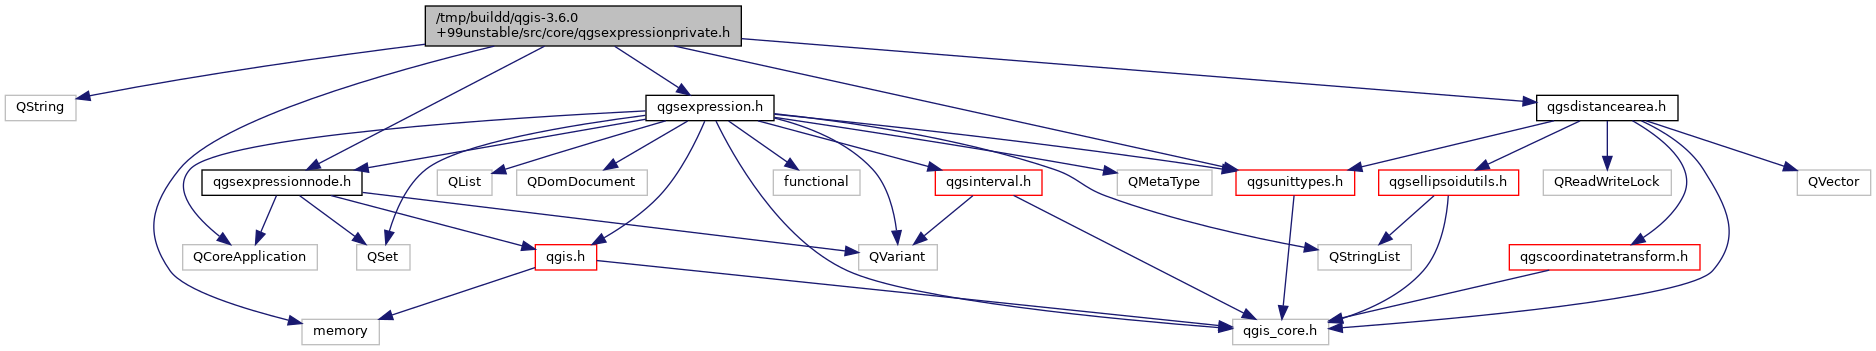 /tmp/buildd/qgis-3.6.0
+99unstable/src/core/qgsexpressionprivate.h
QString
qgsexpression.h
qgsdistancearea.h
qgsexpressionnode.h
QList
QDomDocument
functional
qgsinterval.h
QMetaType
qgsunittypes.h
qgsellipsoidutils.h
QReadWriteLock
QVector
QCoreApplication
QSet
qgis.h
QVariant
QStringList
qgscoordinatetransform.h
memory
qgis_core.h